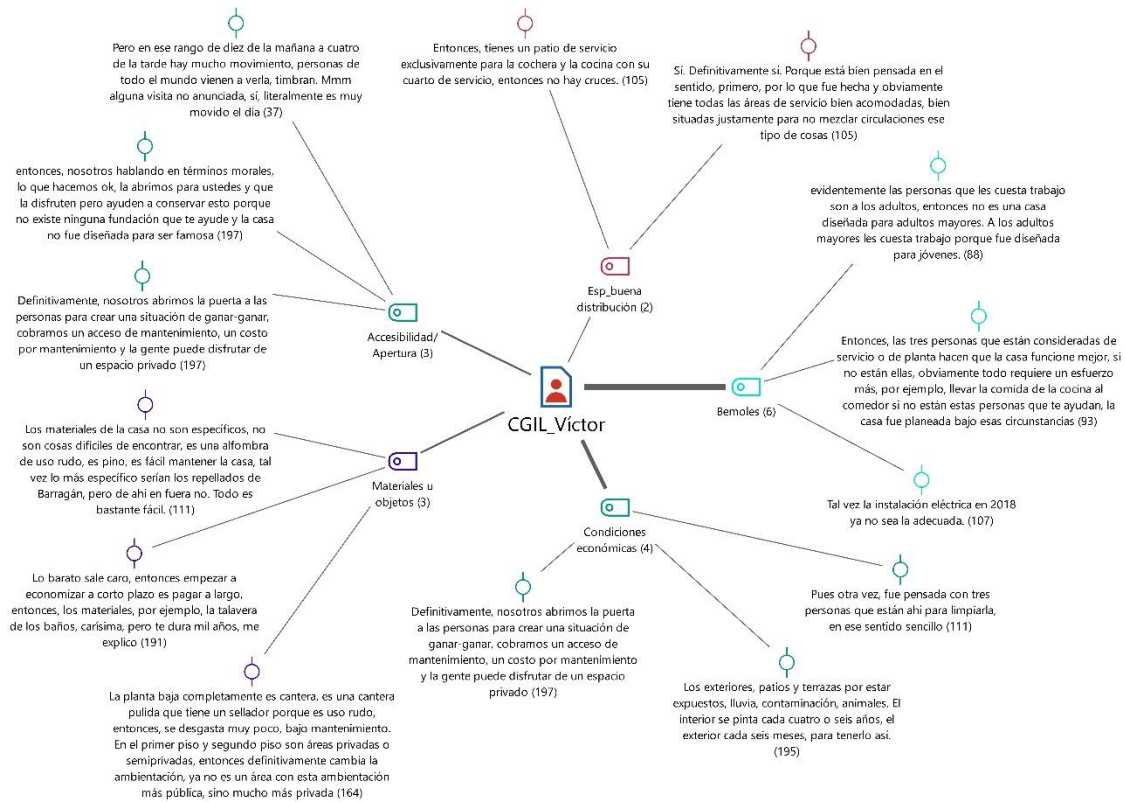 Pero en ese rango de diez de la mañana a cuatro
de la tarde hay mucho movimiento, personas de
todo el mundo vienen a verla, timbran. Mmm
alguna visita no anunciada, sí, literalmente es muy
movido el día (37)
Entonces, tienes un patio de servicio
exclusivamente para la cochera y la cocina con su
cuarto de servicio, entonces no hay cruces. (105)
Sí. Definitivamente si. Porque está bien pensada en el
sentido, primero, por lo que fue hecha y obviamente
tiene todas las áreas de servicio bien acomodadas, bien
situadas justamente para no mezclar circulaciones ese
tipo de cosas (105)
entonces, nosotros hablando en términos morales,
lo que hacemos ok, la abrimos para ustedes y que
la disfruten pero ayuden a conservar esto porque
no existe ninguna fundación que te ayude y la casa
no fue diseñada para ser famosa (197)
evidentemente las personas que les cuesta trabajo
son a los adultos, entonces no es una casa
diseñada para adultos mayores. A los adultos
mayores les cuesta trabajo porque fue diseñada
para jóvenes. (88)
Definitivamente, nosotros abrimos la puerta a las
personas para crear una situación de ganar-ganar,
cobramos un acceso de mantenimiento, un costo
por mantenimiento y la gente puede disfrutar de
un espacio privado (197)
Accesibilidad/
Apertura (3)
Esp_buena
distribución (2)
Entonces, las tres personas que están consideradas de
servicio o de planta hacen que la casa funcione mejor, si
no están ellas, obviamente todo requiere un esfuerzo
más, por ejemplo, llevar la comida de la cocina al
comedor si no están estas personas que te ayudan, la
casa fue planeada bajo esas circunstancias (93)
CGIL_Víctor
Bemoles (6)
Los materiales de la casa no son específicos, no
son cosas difíciles de encontrar, es una alfombra
de uso rudo, es pino, es fácil mantener la casa, tal
vez lo más específico serían los repellados de
Barragán, pero de ahi en fuera no. Todo es
bastante fácil. (111)
Materiales u
objetos (3)
Condiciones
económicas (4)
Tal vez la instalación eléctrica en 2018
ya no sea la adecuada. (107)
Lo barato sale caro, entonces empezar a
economizar a corto plazo es pagar a largo,
entonces, los materiales, por ejemplo, la talavera
de los baños, carísima, pero te dura mil años, me
explico (191)
Definitivamente, nosotros abrimos la puerta
a las personas para crear una situación de
ganar-ganar, cobramos un acceso de
mantenimiento, un costo por mantenimiento
y la gente puede disfrutar de un espacio
privado (197)
Pues otra vez, fue pensada con tres
personas que están ahi para limpiarla,
en ese sentido sencillo (111)
La planta baja completamente es cantera, es una cantera
pulida que tiene un sellador porque es uso rudo,
entonces, se desgasta muy poco, bajo mantenimiento.
En el primer piso y segundo piso son áreas privadas o
semiprivadas, entonces definitivamente cambia la
ambientación, ya no es un área con esta ambientación
más pública, sino mucho más privada (164)
Los exteriores, patios y terrazas por estar
expuestos, lluvia, contaminación, animales. El
interior se pinta cada cuatro o seis años, el
exterior cada seis meses, para tenerlo así.
(195)